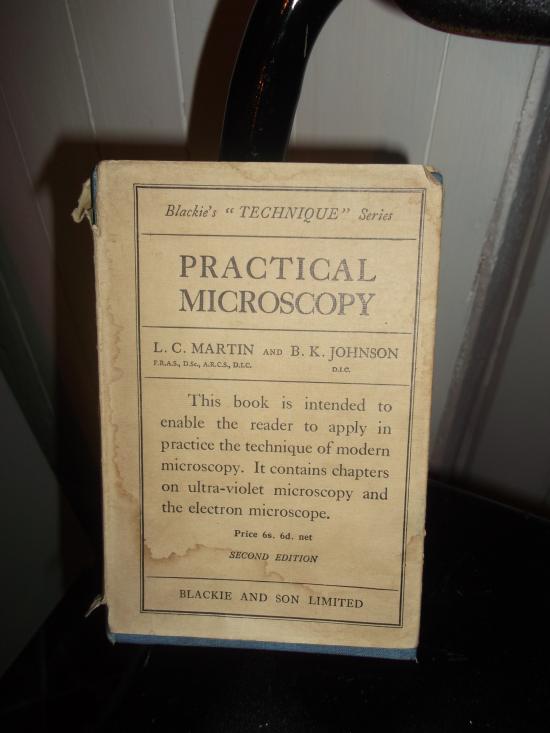 Blackie's "TECHNIQUE" Series
PRACTICAL
MICROSCOPY
L. C. MARTIN AND B. K. JOHNSON
F.R.A.S., D.Sc., A.R.C.S., D.I.C. D.I.C.
This book is intended to
enable the reader to apply in
practice the technique of modern
microscopy. It contains chapters
on ultra-violet microscopy and
the electron microscope.
Price 6s. 6d. net
SECOND EDITION
BLACKIE AND SON LIMITED